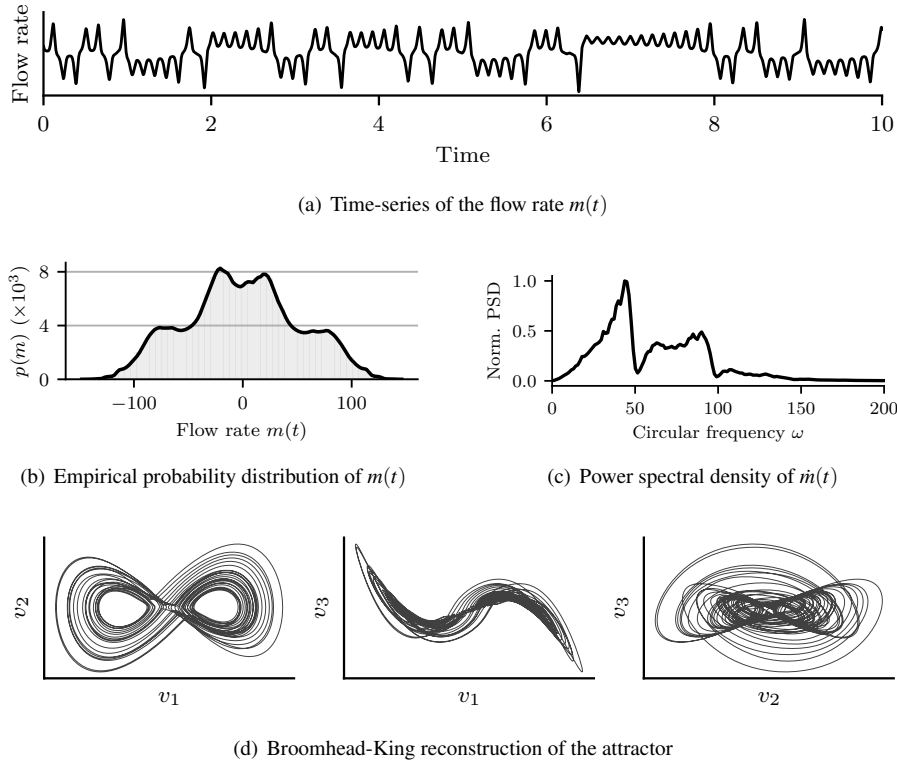 Flow rate
0 2 4 6 8 10
Time
(a) Time-series of the flow rate m(t)
p(m) (×10³)
8
4
0
−100 0 100
Flow rate m(t)
(b) Empirical probability distribution of m(t)
Norm. PSD
1.0
0.5
0.0
0 50 100 150 200
Circular frequency ω
(c) Power spectral density of ṁ(t)
v₂
v₁
v₃
v₁
v₃
v₂
(d) Broomhead-King reconstruction of the attractor